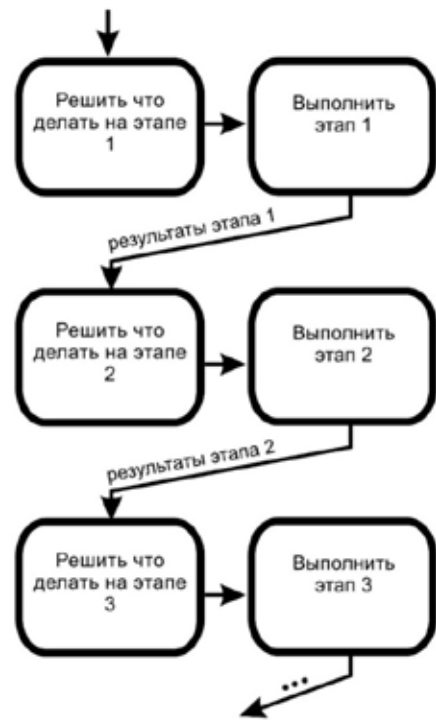 Решить что
делать на этапе
1
Выполнить
этап 1
результаты этапа 1
Решить что
делать на этапе
2
Выполнить
этап 2
результаты этапа 2
Решить что
делать на этапе
3
Выполнить
этап 3
...